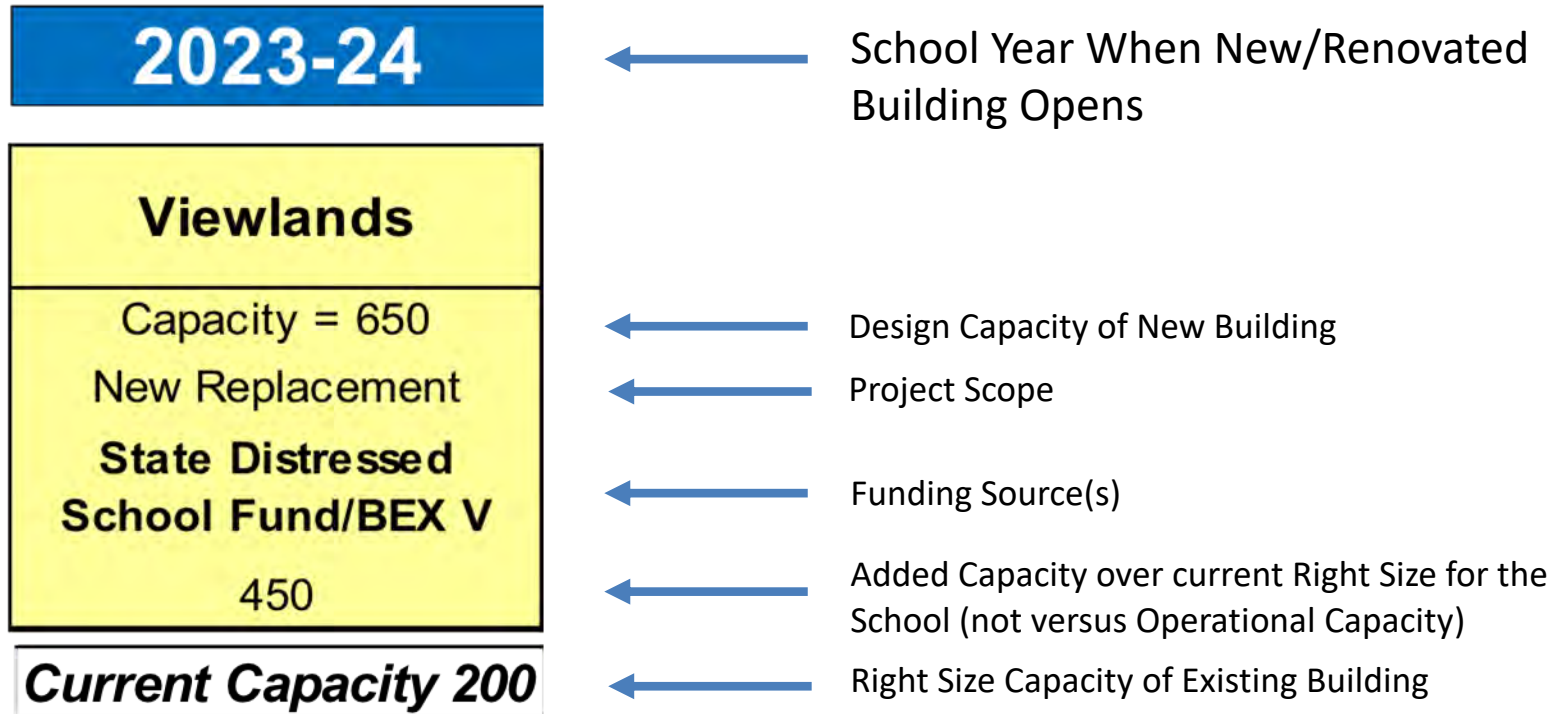 2023-24
School Year When New/Renovated
Building Opens
Viewlands
Capacity = 650
Design Capacity of New Building
New Replacement
Project Scope
State Distressed
School Fund/BEX V
Funding Source(s)
450
Added Capacity over current Right Size for the
School (not versus Operational Capacity)
Current Capacity 200
Right Size Capacity of Existing Building